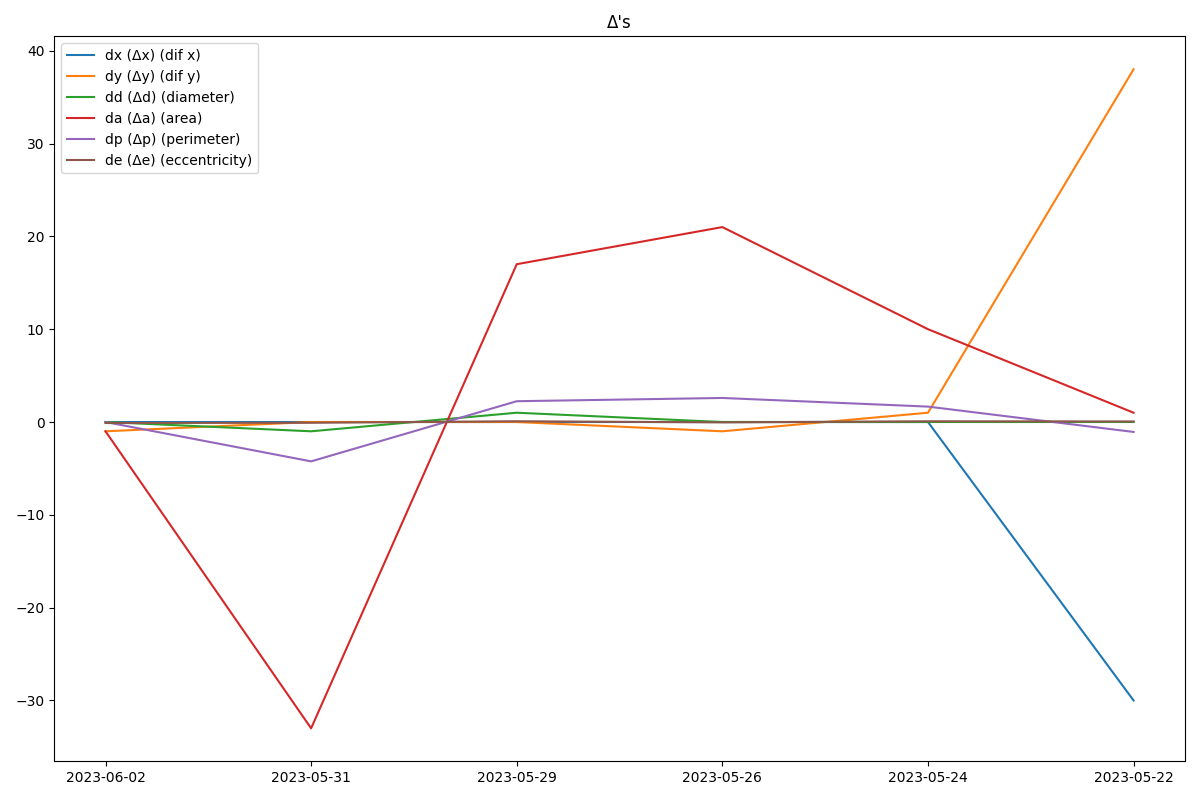 Δ's
dx (Δx) (dif x)
dy (Δy) (dif y)
dd (Δd) (diameter)
da (Δa) (area)
dp (Δp) (perimeter)
de (Δe) (eccentricity)
40
30
20
10
0
−10
−20
−30
2023-06-02 2023-05-31 2023-05-29 2023-05-26 2023-05-24 2023-05-22